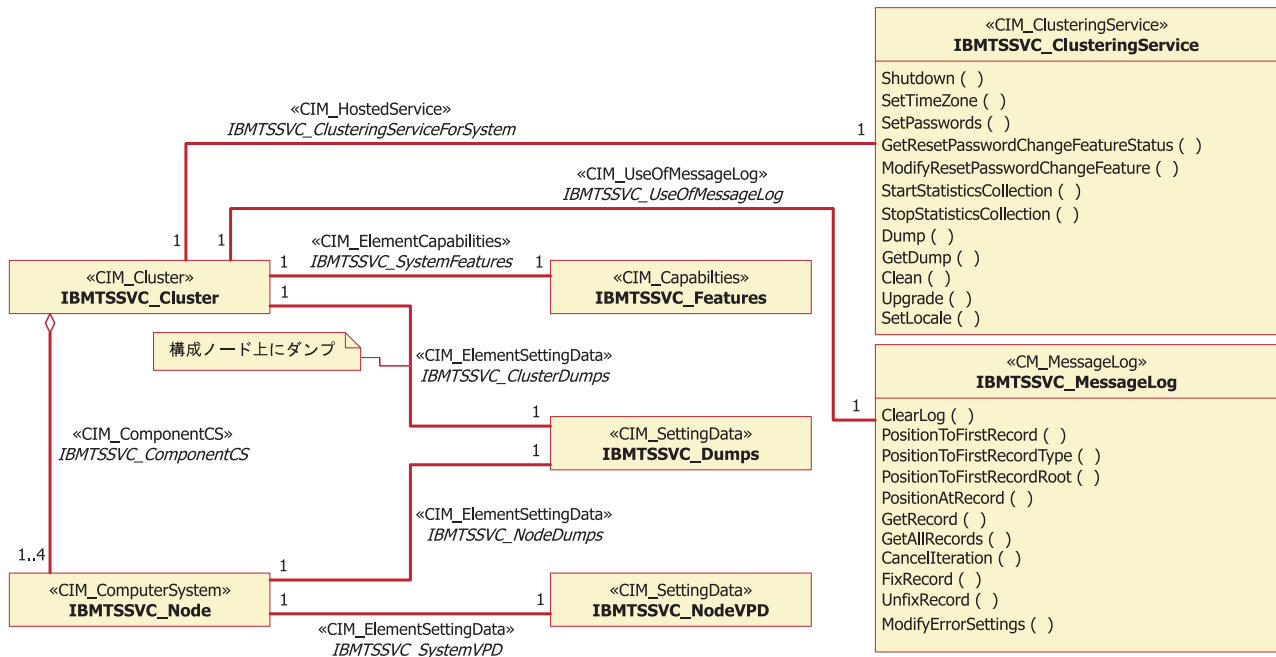 «CIM_ClusteringService»
IBMTSSVC_ClusteringService
Shutdown ( )
SetTimeZone ( )
SetPasswords ( )
GetResetPasswordChangeFeatureStatus ( )
ModifyResetPasswordChangeFeature ( )
StartStatisticsCollection ( )
StopStatisticsCollection ( )
Dump ( )
GetDump ( )
Clean ( )
Upgrade ( )
SetLocale ( )
«CIM_HostedService»
IBMTSSVC_ClusteringServiceForSystem
1
«CIM_UseOfMessageLog»
IBMTSSVC_UseOfMessageLog
1
1
«CIM_ElementCapabilities»
IBMTSSVC_SystemFeatures
1
1
«CIM_Cluster»
IBMTSSVC_Cluster
«CIM_Capabilties»
IBMTSSVC_Features
1
構成ノード上にダンプ
«CIM_ElementSettingData»
IBMTSSVC_ClusterDumps
«CM_MessageLog»
IBMTSSVC_MessageLog
1
ClearLog ( )
PositionToFirstRecord ( )
PositionToFirstRecordType ( )
PositionToFirstRecordRoot ( )
PositionAtRecord ( )
GetRecord ( )
GetAllRecords ( )
CancelIteration ( )
FixRecord ( )
UnfixRecord ( )
ModifyErrorSettings ( )
1
«CIM_ComponentCS»
IBMTSSVC_ComponentCS
«CIM_SettingData»
IBMTSSVC_Dumps
1
«CIM_ElementSettingData»
IBMTSSVC_NodeDumps
1..4
1
«CIM_ComputerSystem»
IBMTSSVC_Node
1
1
«CIM_SettingData»
IBMTSSVC_NodeVPD
«CIM_ElementSettingData»
IBMTSSVC_SystemVPD